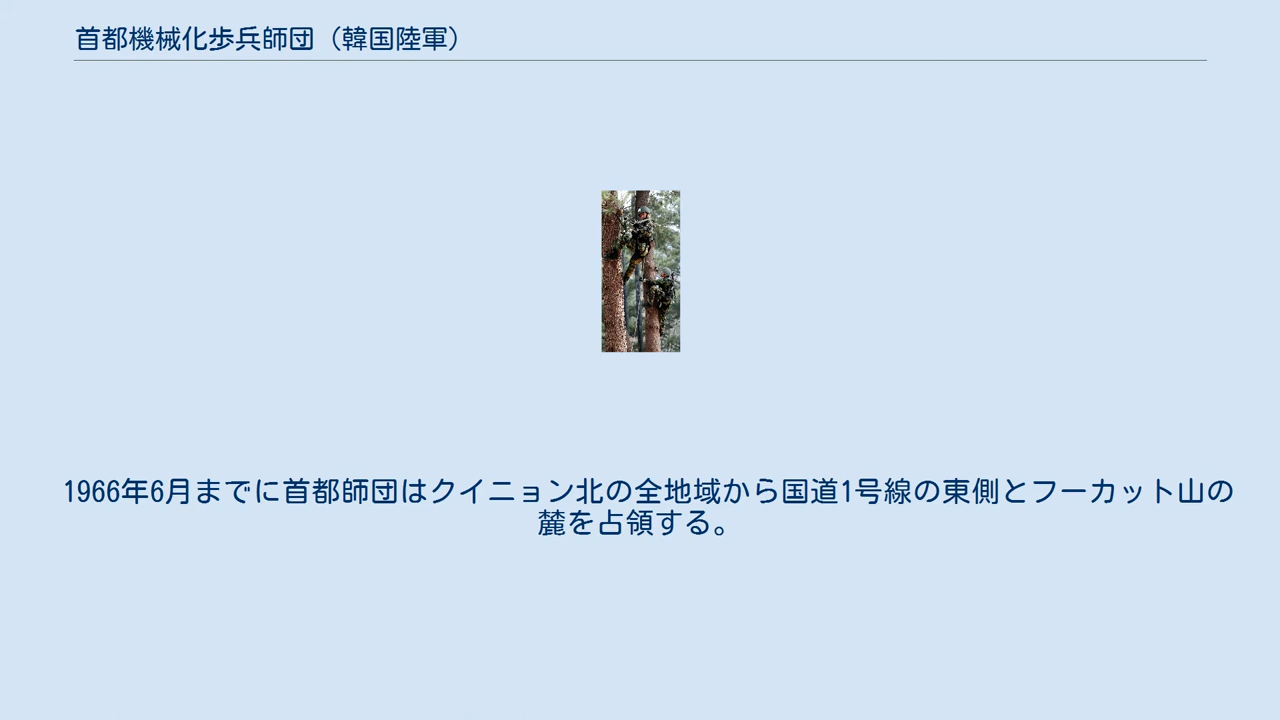 首都機械化歩兵師団（韓国陸軍）
1966年6月までに首都師団はクイニョン北の全地域から国道1号線の東側とフーカット山の
麓を占領する。